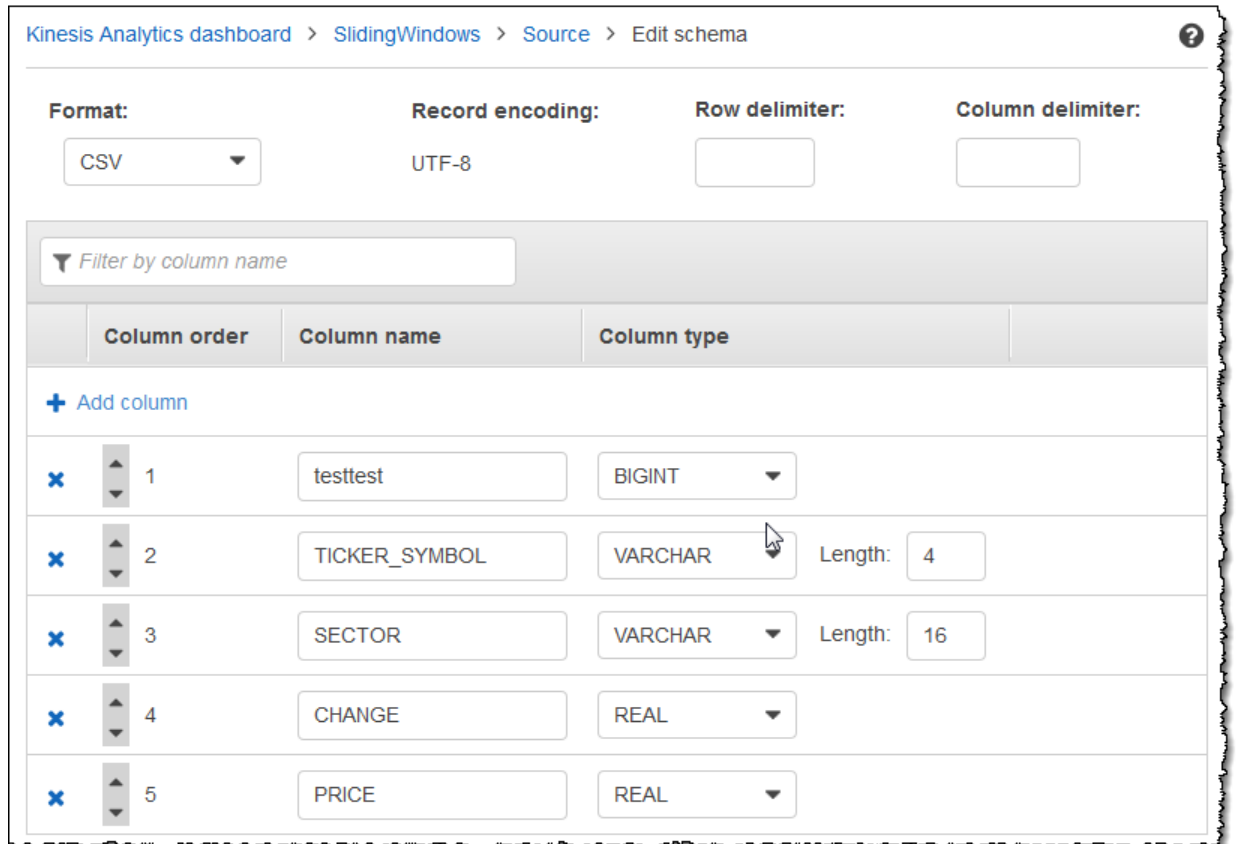 Kinesis Analytics dashboard > SlidingWindows > Source > Edit schema ?
Format: Record encoding: Row delimiter: Column delimiter:
CSV UTF-8
Filter by column name
Column order Column name Column type
+ Add column
1 testtest BIGINT
2 TICKER_SYMBOL VARCHAR Length: 4
3 SECTOR VARCHAR Length: 16
4 CHANGE REAL
5 PRICE REAL